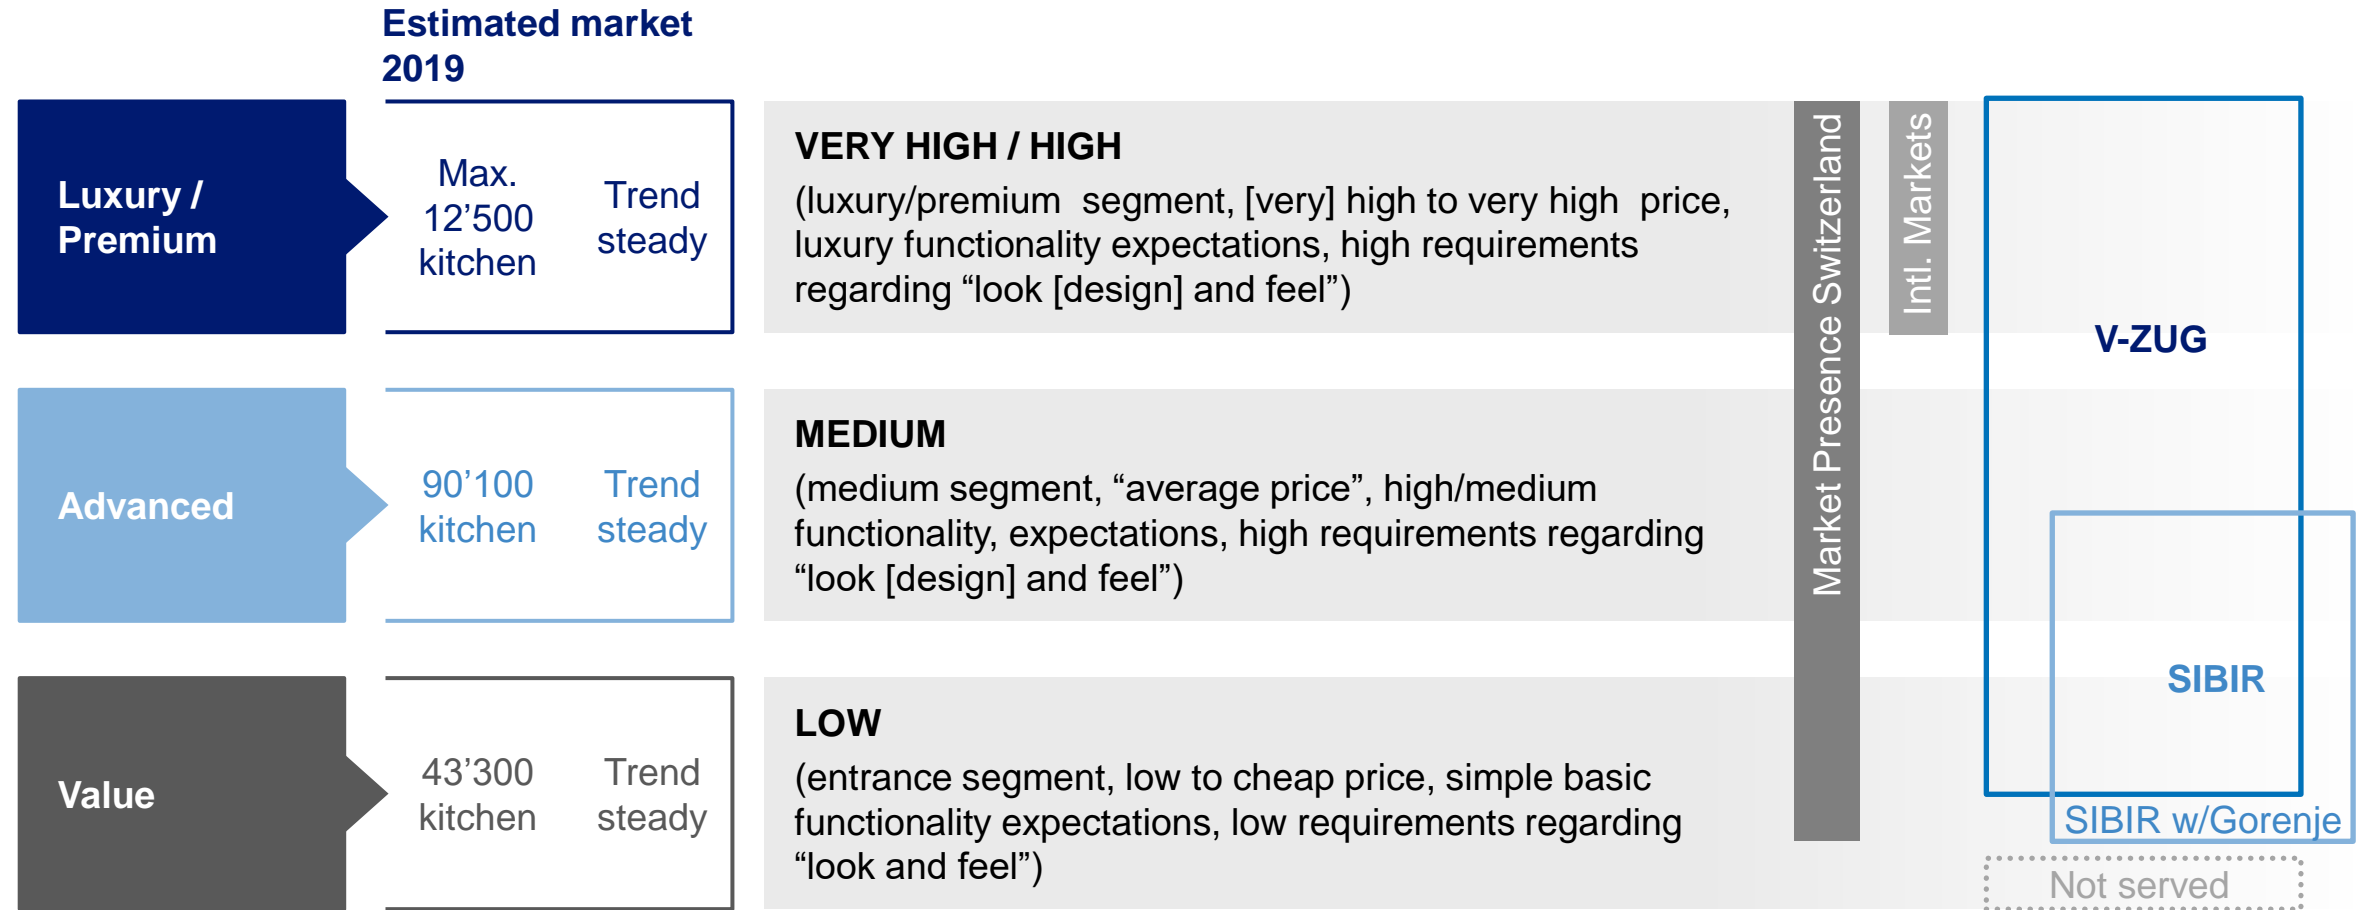 Estimated market
2019
Luxury /
Premium
Max.
12’500
kitchen
Trend
steady
VERY HIGH / HIGH
(luxury/premium segment, [very] high to very high price,
luxury functionality expectations, high requirements
regarding “look [design] and feel”)
Market Presence Switzerland
Intl. Markets
V-ZUG
Advanced
90’100
kitchen
Trend
steady
MEDIUM
(medium segment, “average price”, high/medium
functionality, expectations, high requirements regarding
“look [design] and feel”)
SIBIR
Value
43’300
kitchen
Trend
steady
LOW
(entrance segment, low to cheap price, simple basic
functionality expectations, low requirements regarding
“look and feel”)
SIBIR w/Gorenje
Not served